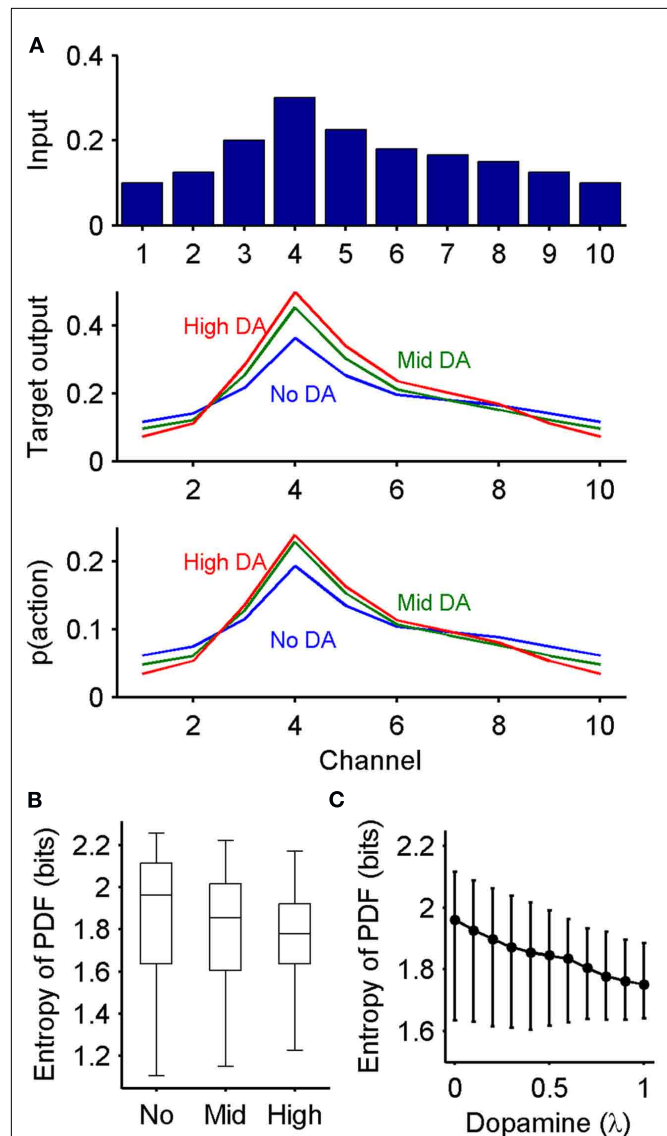 A
Input
0.4
0.2
0
1 2 3 4 5 6 7 8 9 10
Target output
0.4
0.2
0
High DA
Mid DA
No DA
2 4 6 8 10
p(action)
0.2
0.1
0
High DA
Mid DA
No DA
2 4 6 8 10
Channel
B
Entropy of PDF (bits)
2.2
2
1.8
1.6
1.4
1.2
No Mid High
C
Entropy of PDF (bits)
2.2
2
1.8
1.6
0 0.5 1
Dopamine (λ)